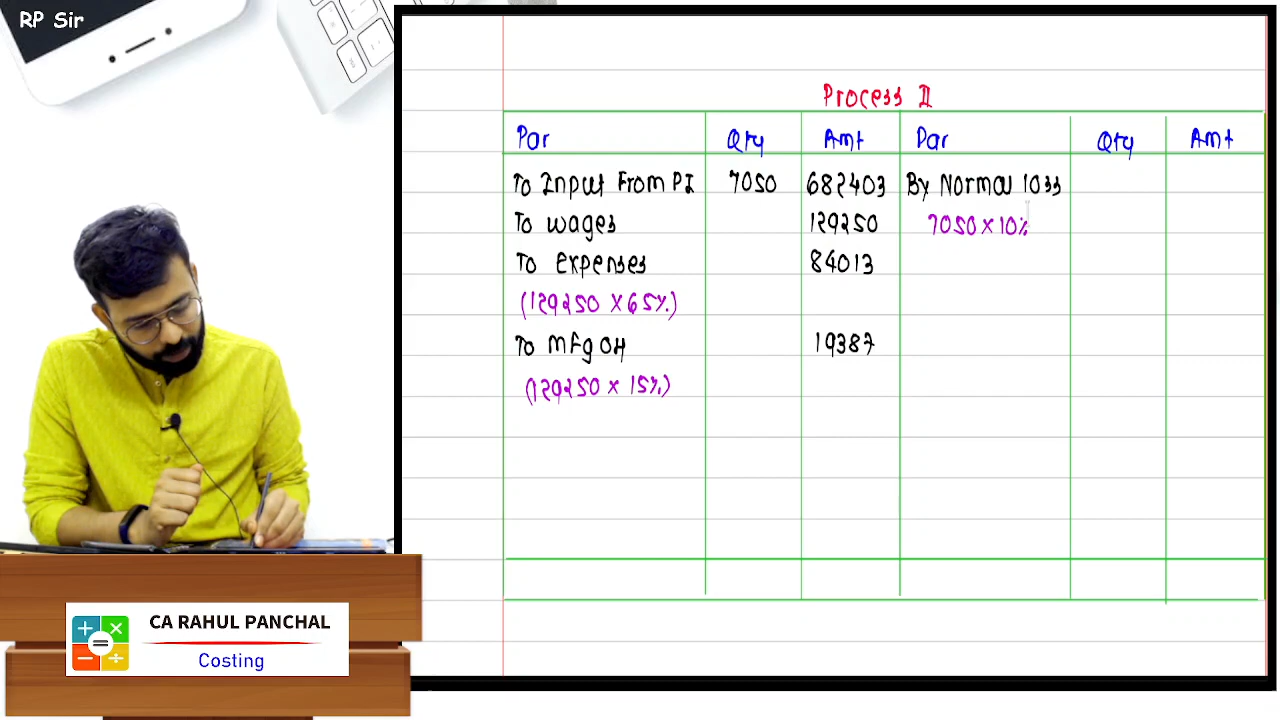 RP Sir
Process II
Par Qty Amt Par Qty Amt
To Input From PI 7050 682403 By Normal loss
To wages 129250 7050 × 10%
To Expenses 84013
(129250 × 65%)
To MFg OH 19387
(129250 × 15%)
CA RAHUL PANCHAL
Costing